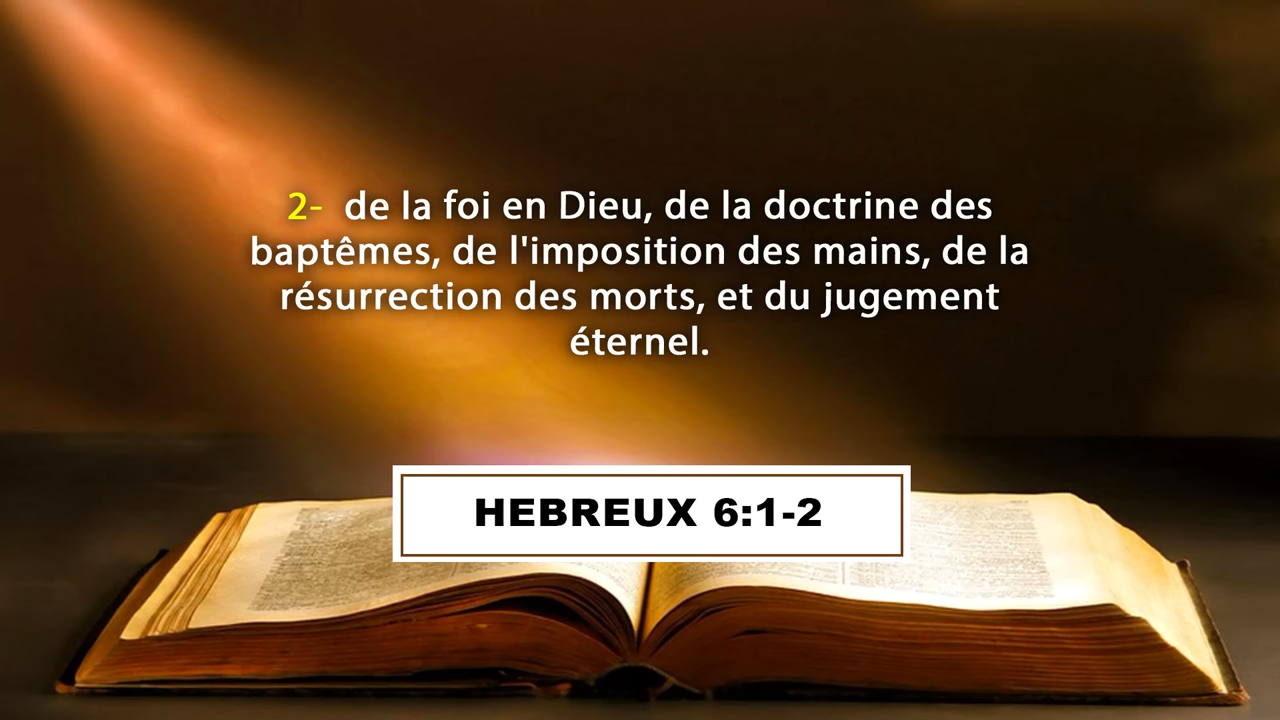 2- de la foi en Dieu, de la doctrine des
baptêmes, de l'imposition des mains, de la
résurrection des morts, et du jugement
éternel.
HEBREUX 6:1-2